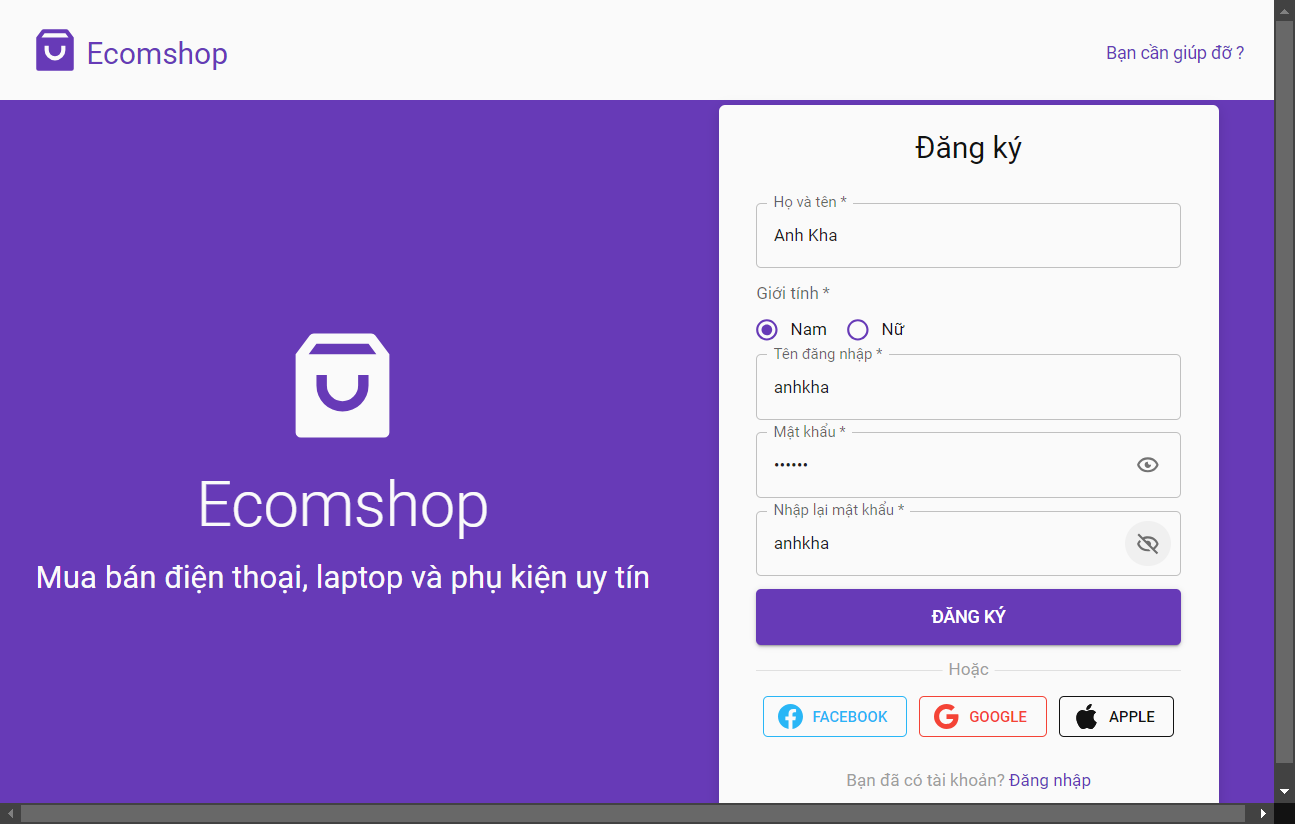 Ecomshop
Bạn cần giúp đỡ ?
Ecomshop
Mua bán điện thoại, laptop và phụ kiện uy tín
Đăng ký
Họ và tên *
Anh Kha
Giới tính *
Nam Nữ
Tên đăng nhập *
anhkha
Mật khẩu *
••••••
Nhập lại mật khẩu *
anhkha
ĐĂNG KÝ
Hoặc
FACEBOOK GOOGLE APPLE
Bạn đã có tài khoản? Đăng nhập